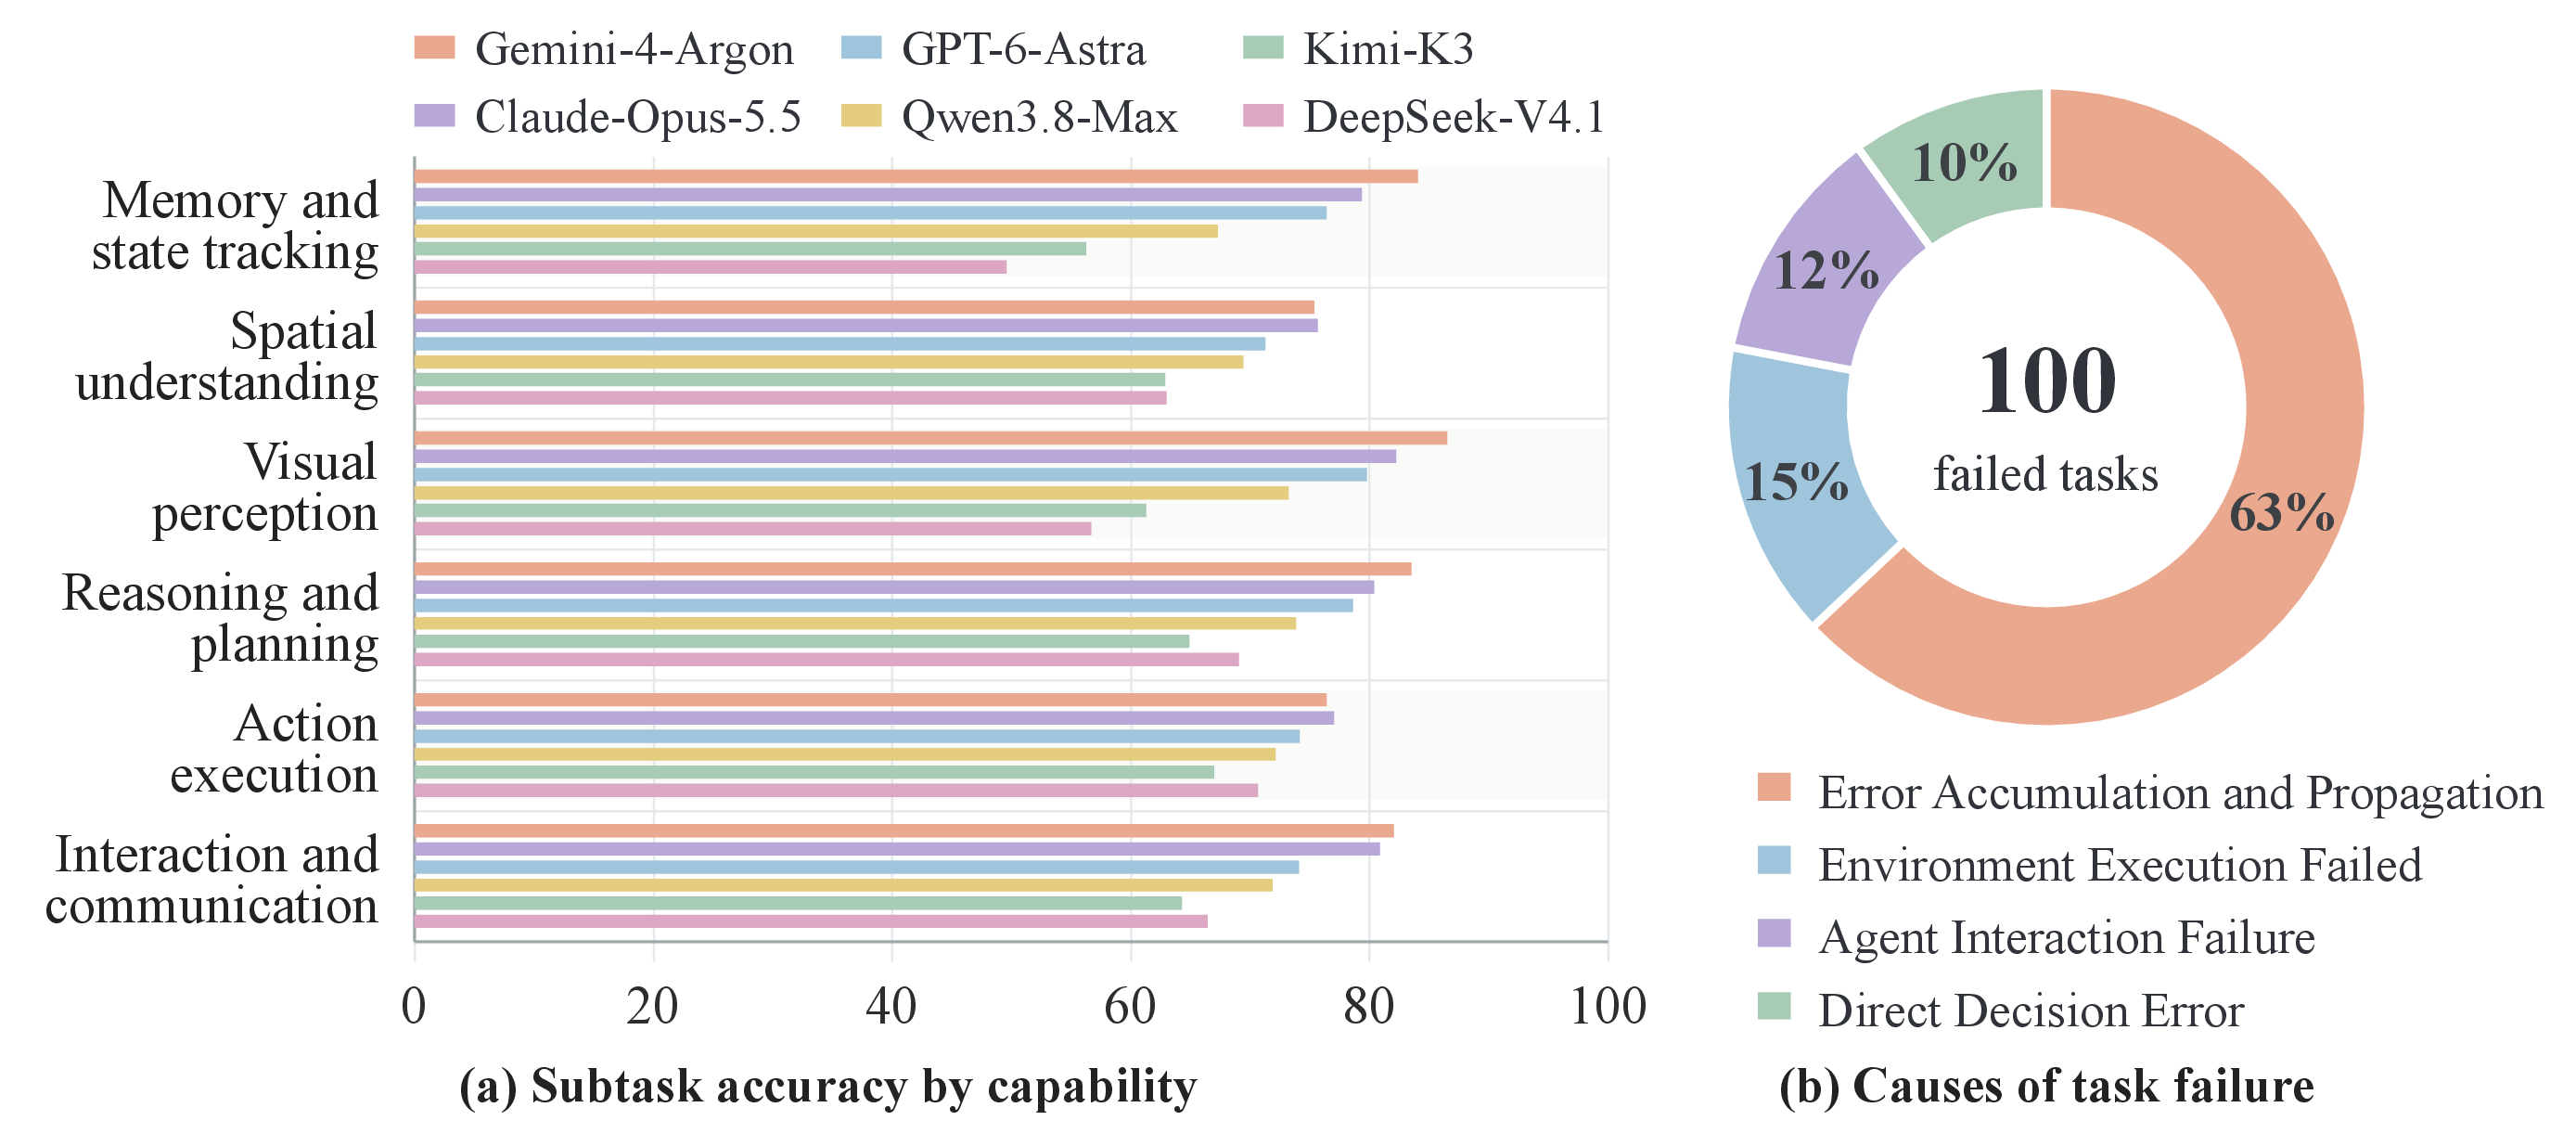 Gemini-4-Argon GPT-6-Astra Kimi-K3
Claude-Opus-5.5 Qwen3.8-Max DeepSeek-V4.1
Memory and
state tracking
Spatial
understanding
Visual
perception
Reasoning and
planning
Action
execution
Interaction and
communication
0 20 40 60 80 100
(a) Subtask accuracy by capability
10%
12%
15%
63%
100
failed tasks
Error Accumulation and Propagation
Environment Execution Failed
Agent Interaction Failure
Direct Decision Error
(b) Causes of task failure